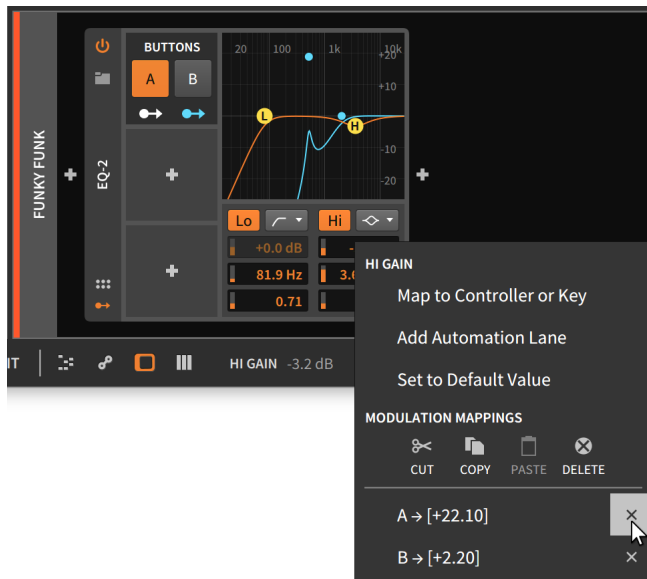 FUNKY FUNK
EQ-2
BUTTONS
A B
20 100 1k 10k
+20
+10
-10
-20
L
H
Lo Hi
+0.0 dB -
81.9 Hz 3.
0.71
HI GAIN
Map to Controller or Key
Add Automation Lane
Set to Default Value
MODULATION MAPPINGS
CUT COPY PASTE DELETE
A → [+22.10] ×
B → [+2.20] ×
IT HI GAIN -3.2 dB